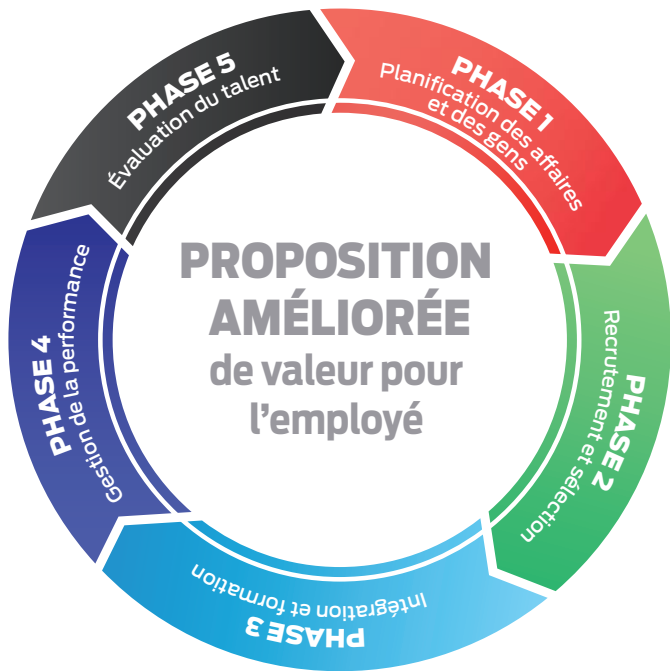 PHASE 1
Planification des affaires
et des gens
PHASE 2
Recrutement et sélection
PHASE 3
Intégration et formation
PHASE 4
Gestion de la performance
PHASE 5
Évaluation du talent
PROPOSITION
AMÉLIORÉE
de valeur pour
l'employé